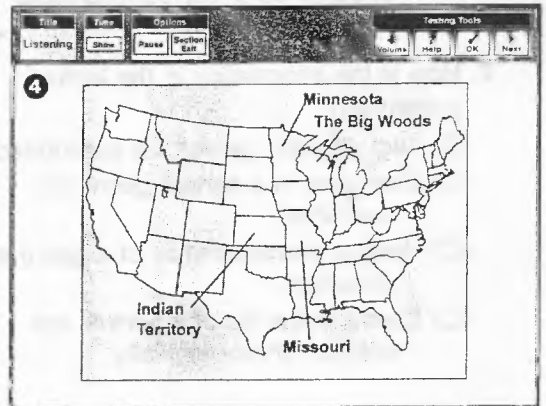 Title Time Options Testing Tools
Listening Show Pause Section Exit Volume Help OK Next
4
Minnesota
The Big Woods
Indian
Territory
Missouri